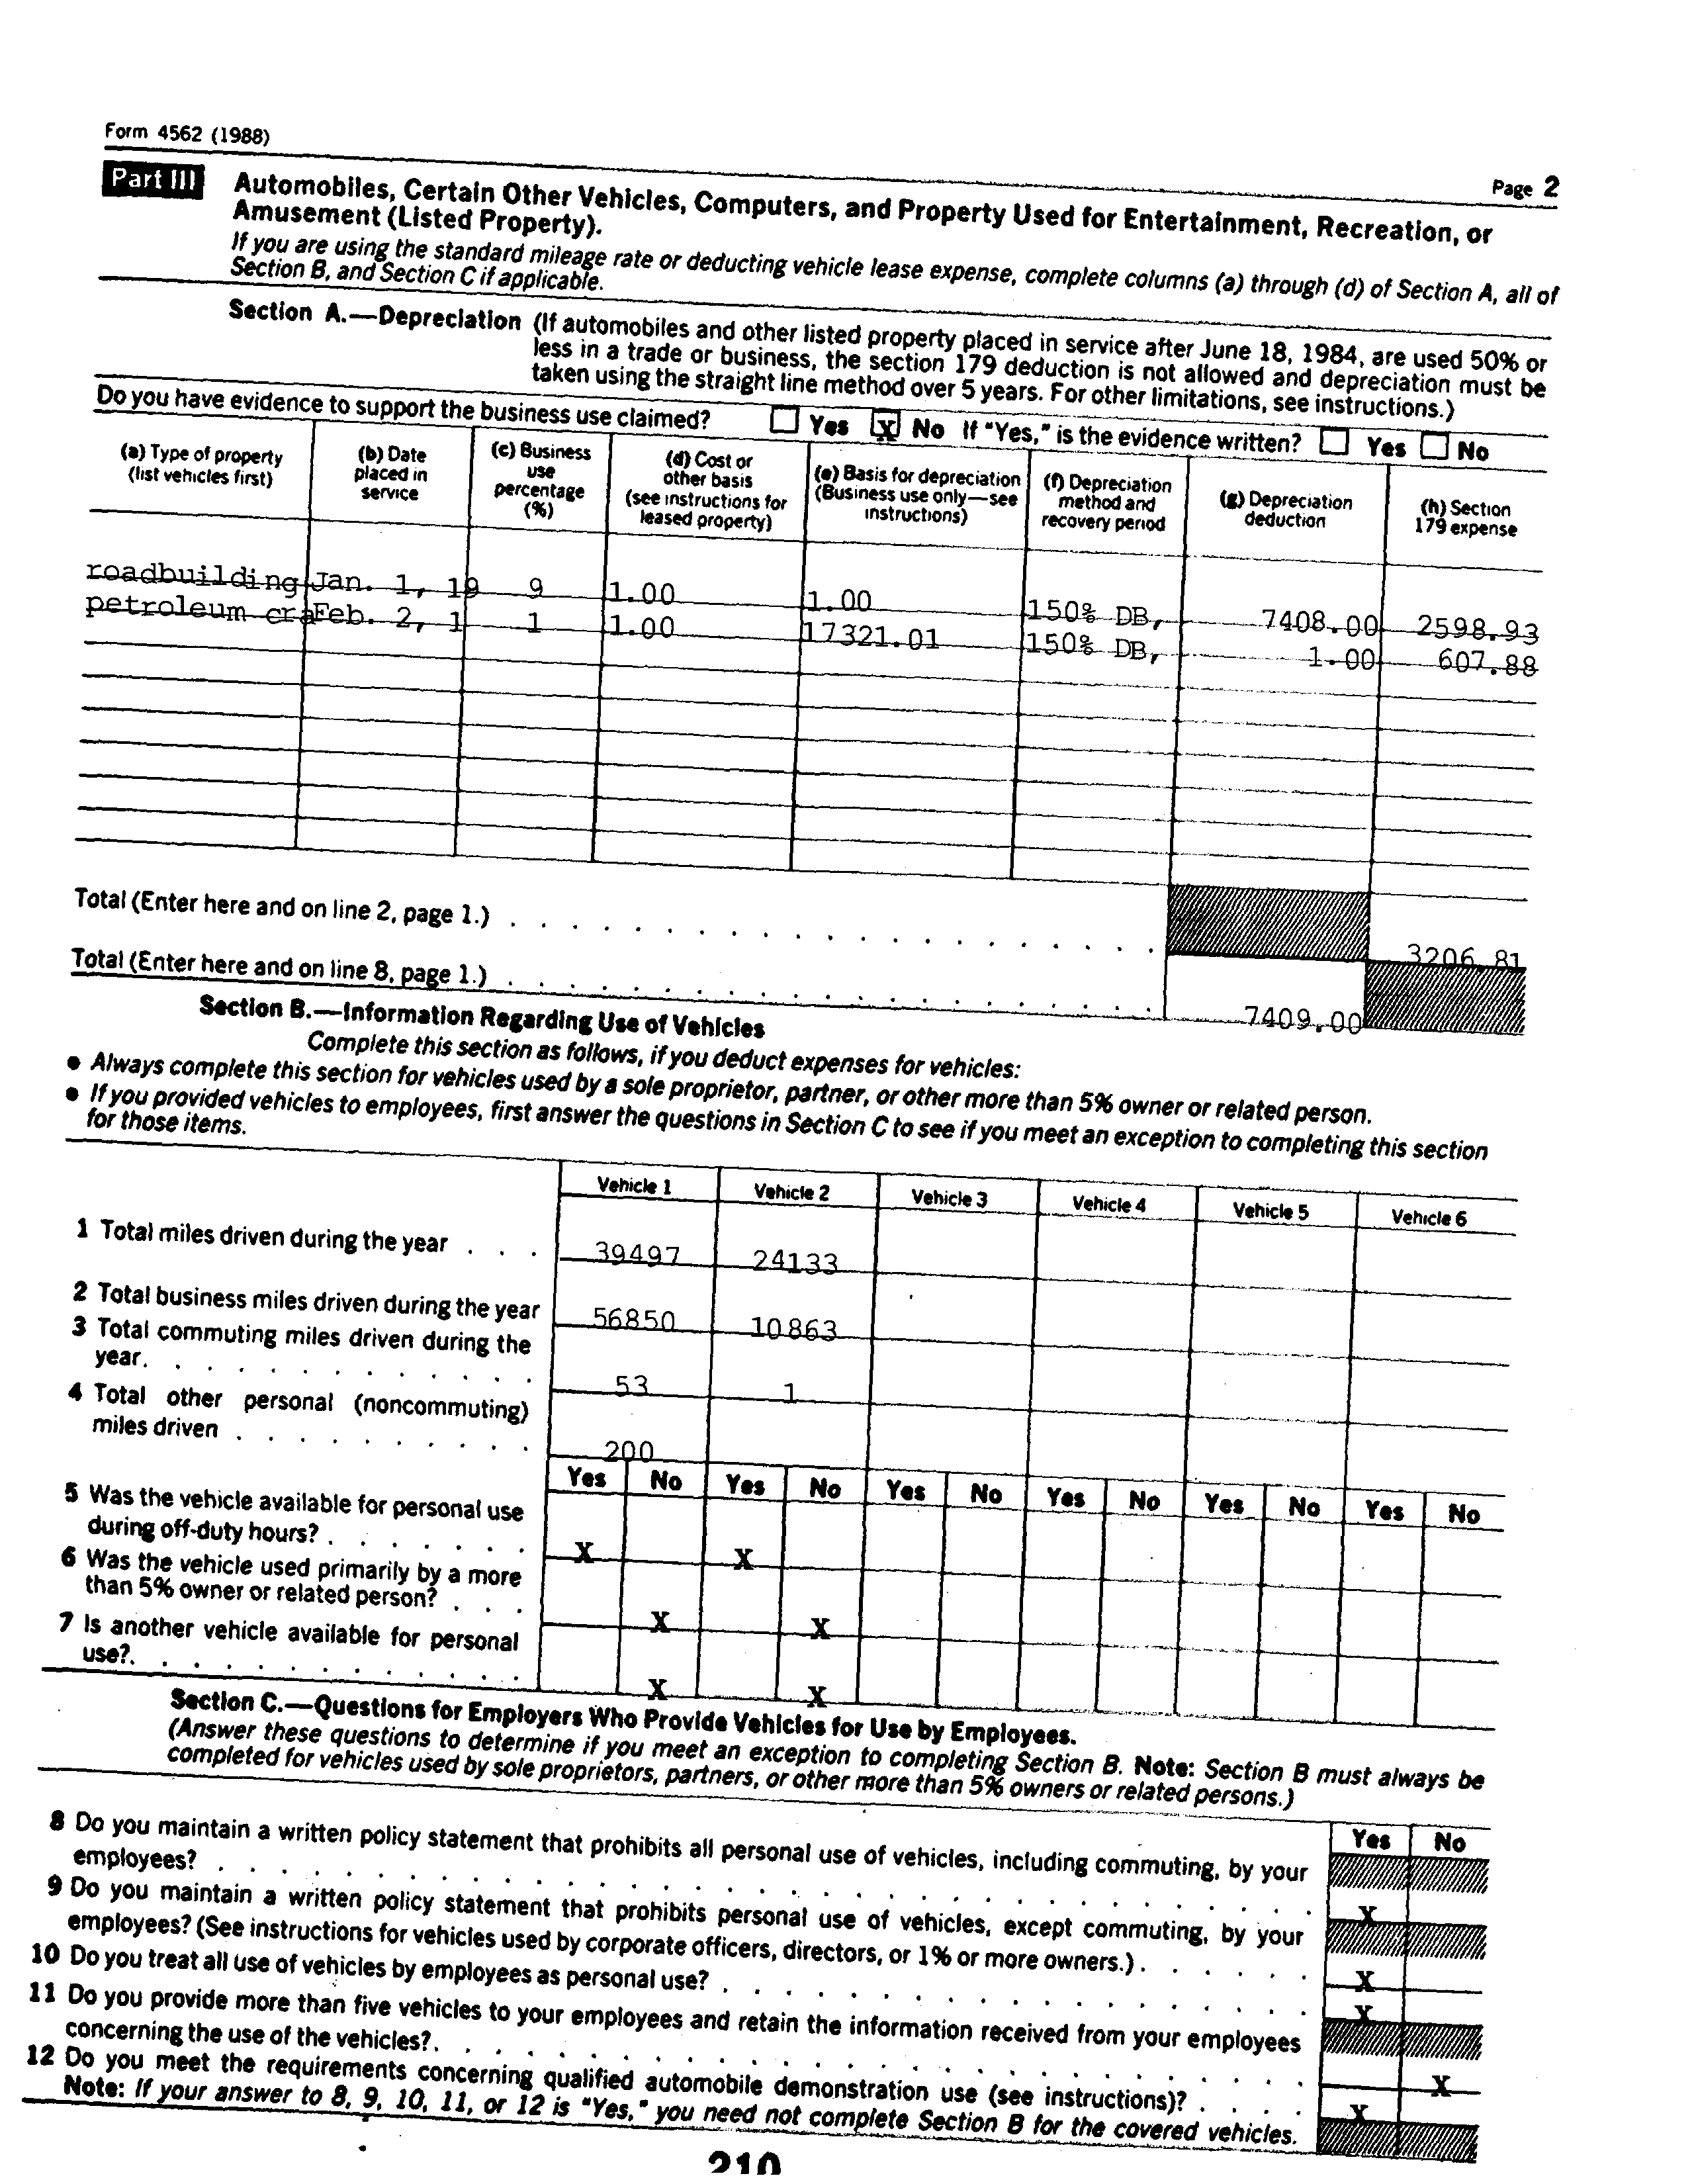 Form 4562 (1988)
Page 2
Part III Automobiles, Certain Other Vehicles, Computers, and Property Used for Entertainment, Recreation, or
Amusement (Listed Property).
If you are using the standard mileage rate or deducting vehicle lease expense, complete columns (a) through (d) of Section A, all of
Section B, and Section C if applicable.
Section A.—Depreciation (If automobiles and other listed property placed in service after June 18, 1984, are used 50% or
less in a trade or business, the section 179 deduction is not allowed and depreciation must be
taken using the straight line method over 5 years. For other limitations, see instructions.)
Do you have evidence to support the business use claimed? Yes X No If "Yes," is the evidence written? Yes No
(a) Type of property
(list vehicles first)
(b) Date
placed in
service
(c) Business
use
percentage
(%)
(d) Cost or
other basis
(see instructions for
leased property)
(e) Basis for depreciation
(Business use only—see
instructions)
(f) Depreciation
method and
recovery period
(g) Depreciation
deduction
(h) Section
179 expense
roadbuilding Jan. 1, 19 9 1.00 1.00 150% DB, 7408.00 2598.93
petroleum cra Feb. 2, 1 1 1.00 17321.01 150% DB, 1.00 607.88
Total (Enter here and on line 2, page 1.) . . . . . . . . . . . . . . . . . . . . . 3206.81
Total (Enter here and on line 8, page 1.) . . . . . . . . . . . . . . . . . . . . . 7409.00
Section B.—Information Regarding Use of Vehicles
Complete this section as follows, if you deduct expenses for vehicles:
● Always complete this section for vehicles used by a sole proprietor, partner, or other more than 5% owner or related person.
● If you provided vehicles to employees, first answer the questions in Section C to see if you meet an exception to completing this section
for those items.
Vehicle 1 Vehicle 2 Vehicle 3 Vehicle 4 Vehicle 5 Vehicle 6
1 Total miles driven during the year . . . 39497 24133
2 Total business miles driven during the year 56850 10863
3 Total commuting miles driven during the
year. . . . . . . . . . . . . 53 1
4 Total other personal (noncommuting)
miles driven . . . . . . . . . . 200
Yes No Yes No Yes No Yes No Yes No Yes No
5 Was the vehicle available for personal use
during off-duty hours? . . . . . . . X X
6 Was the vehicle used primarily by a more
than 5% owner or related person? . . . X X
7 Is another vehicle available for personal
use?. . . . . . . . . . . . . X X
Section C.—Questions for Employers Who Provide Vehicles for Use by Employees.
(Answer these questions to determine if you meet an exception to completing Section B. Note: Section B must always be
completed for vehicles used by sole proprietors, partners, or other more than 5% owners or related persons.)
Yes No
8 Do you maintain a written policy statement that prohibits all personal use of vehicles, including commuting, by your
employees? . . . . . . . . . . . . . . . . . . . . . . . . . . . . . . . . . . X
9 Do you maintain a written policy statement that prohibits personal use of vehicles, except commuting, by your
employees? (See instructions for vehicles used by corporate officers, directors, or 1% or more owners.) . . . . . . X
10 Do you treat all use of vehicles by employees as personal use? . . . . . . . . . . . . . . . . . . . X
11 Do you provide more than five vehicles to your employees and retain the information received from your employees
concerning the use of the vehicles?. . . . . . . . . . . . . . . . . . . . . . . . . . . . X
12 Do you meet the requirements concerning qualified automobile demonstration use (see instructions)? . . . . X
Note: If your answer to 8, 9, 10, 11, or 12 is "Yes," you need not complete Section B for the covered vehicles.
210